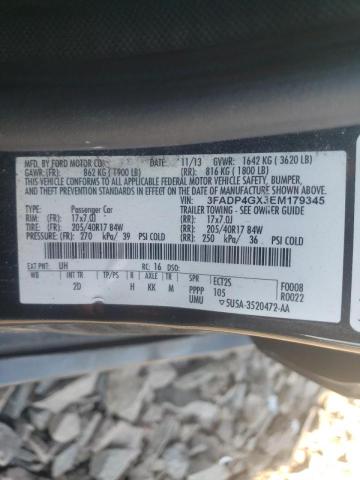 MFD. BY FORD MOTOR CO. DATE: 11/13 GVWR: 1642 KG ( 3620 LB)
GAWR: (FR): 862 KG (1900 LB) (RR): 816 KG ( 1800 LB)
THIS VEHICLE CONFORMS TO ALL APPLICABLE FEDERAL MOTOR VEHICLE SAFETY, BUMPER,
AND THEFT PREVENTION STANDARDS IN EFFECT ON THE DATE OF MANUFACTURE SHOWN ABOVE.
VIN: 3FADP4GX3EM179345
TYPE: Passenger Car TRAILER TOWING - SEE OWNER GUIDE
RIM: (FR): 17x7.0J (RR): 17x7.0J
TIRE: (FR): 205/40R17 84W (RR): 205/40R17 84W
PRESSURE: (FR): 270 kPa/ 39 PSI COLD (RR): 250 kPa/ 36 PSI COLD
EXT PNT: UH RC: 16 DSO:
WB INT TR TP/PS R AXLE TR SPR ECT2S F0008
2D H KK M PPPP 105 R0022
UMU 5U5A-3520472-AA